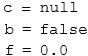 c = null
b = false
f = 0.0